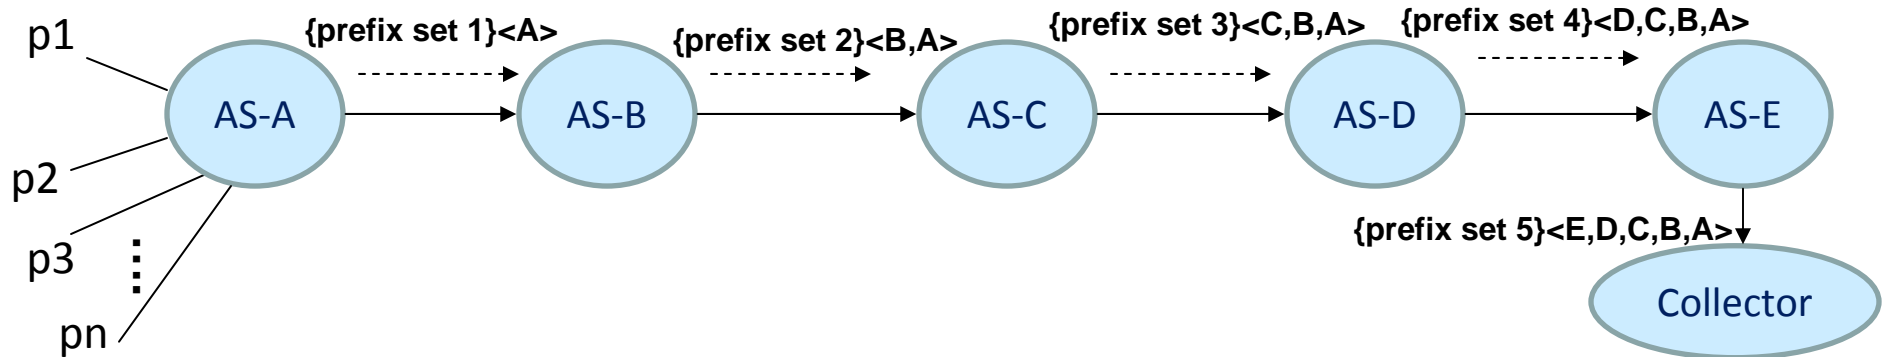 p1
{prefix set 1}<A>
{prefix set 2}<B,A>
{prefix set 3}<C,B,A>
{prefix set 4}<D,C,B,A>
AS-A
AS-B
AS-C
AS-D
AS-E
p2
p3
{prefix set 5}<E,D,C,B,A>
pn
Collector